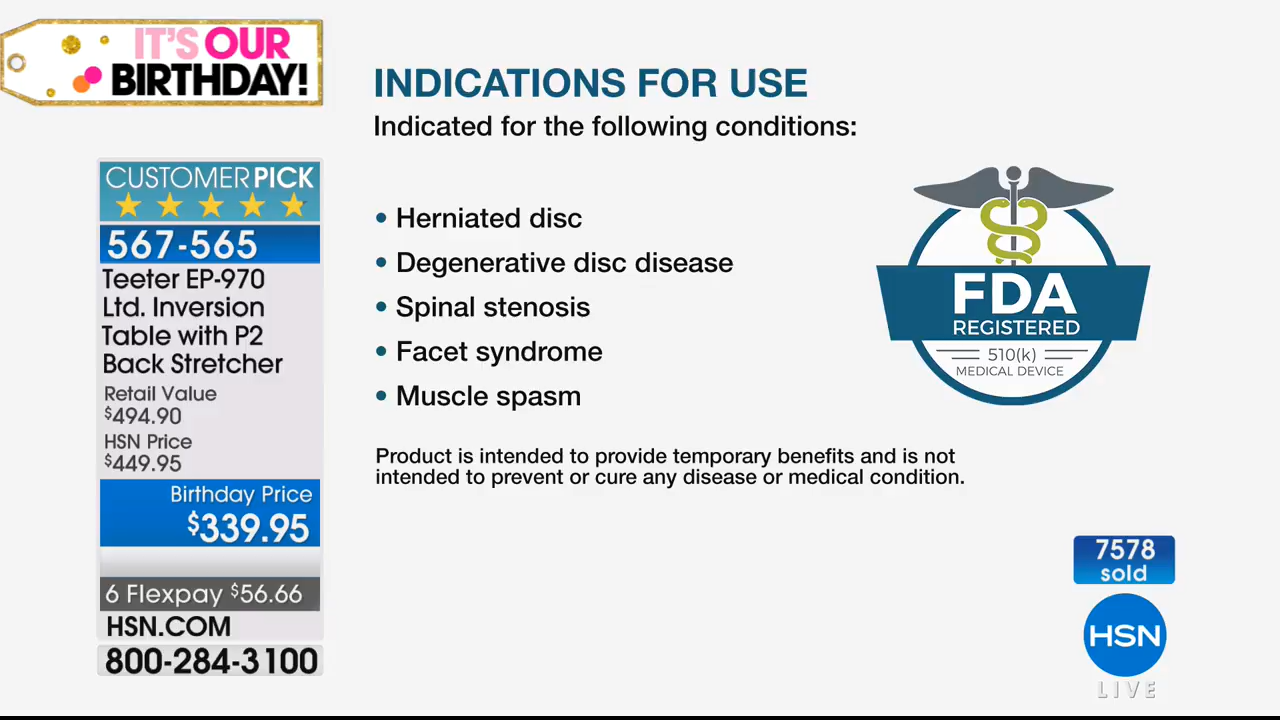 IT'S OUR
BIRTHDAY!
CUSTOMER PICK
567-565
Teeter EP-970
Ltd. Inversion
Table with P2
Back Stretcher
Retail Value
$494.90
HSN Price
$449.95
Birthday Price
$339.95
6 Flexpay $56.66
HSN.COM
800-284-3100
INDICATIONS FOR USE
Indicated for the following conditions:
• Herniated disc
• Degenerative disc disease
• Spinal stenosis
• Facet syndrome
• Muscle spasm
Product is intended to provide temporary benefits and is not
intended to prevent or cure any disease or medical condition.
FDA
REGISTERED
510(k)
MEDICAL DEVICE
7578
sold
HSN
LIVE